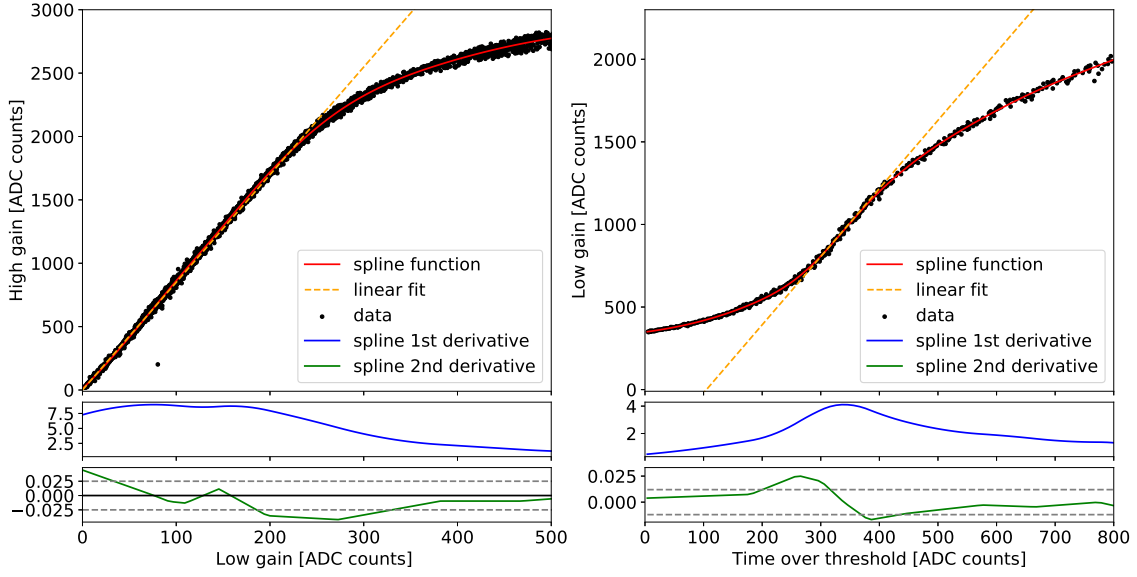 High gain [ADC counts]
3000
2500
2000
1500
1000
500
0
spline function
linear fit
data
spline 1st derivative
spline 2nd derivative
7.5
5.0
2.5
0.025
0.000
−0.025
0 100 200 300 400 500
Low gain [ADC counts]
Low gain [ADC counts]
2000
1500
1000
500
0
spline function
linear fit
data
spline 1st derivative
spline 2nd derivative
4
2
0.025
0.000
0 100 200 300 400 500 600 700 800
Time over threshold [ADC counts]